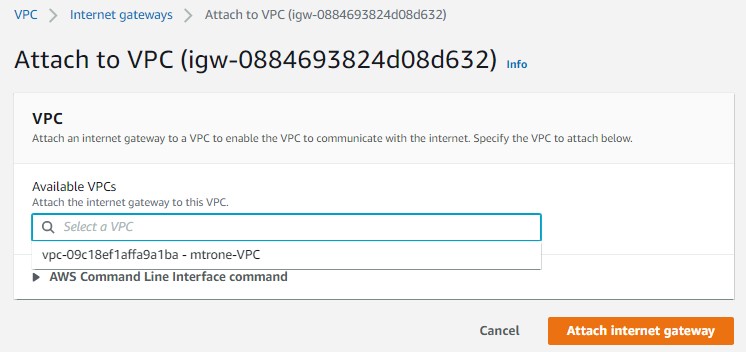 VPC > Internet gateways > Attach to VPC (igw-0884693824d08d632)
Attach to VPC (igw-0884693824d08d632) Info
VPC
Attach an internet gateway to a VPC to enable the VPC to communicate with the internet. Specify the VPC to attach below.
Available VPCs
Attach the internet gateway to this VPC.
Select a VPC
vpc-09c18ef1affa9a1ba - mtrone-VPC
AWS Command Line Interface command
Cancel Attach internet gateway